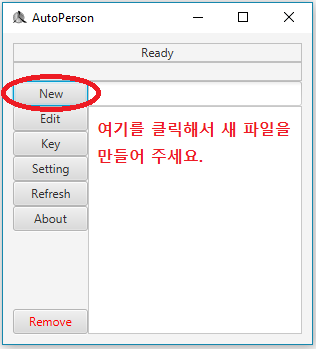 AutoPerson
Ready
New
Edit
Key
Setting
Refresh
About
여기를 클릭해서 새 파일을
만들어 주세요.
Remove